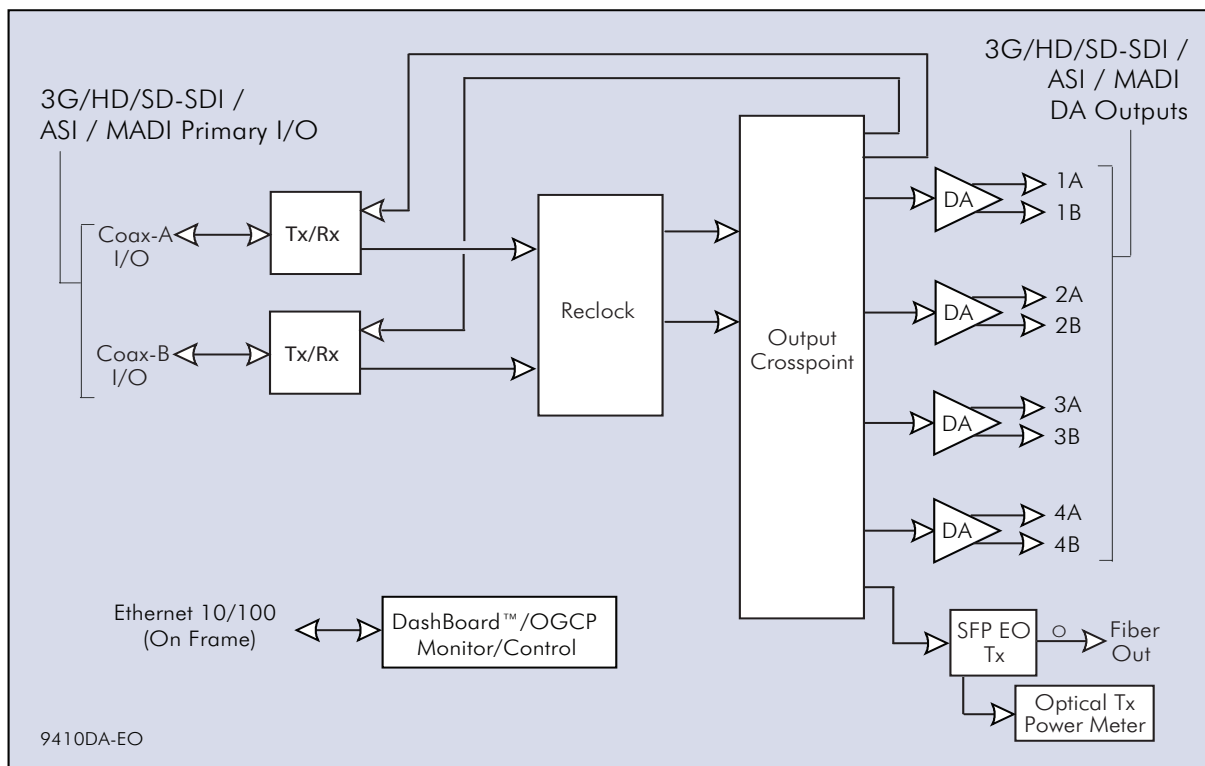 3G/HD/SD-SDI /
ASI / MADI Primary I/O
3G/HD/SD-SDI /
ASI / MADI
DA Outputs
Coax-A
I/O
Tx/Rx
Coax-B
I/O
Tx/Rx
Reclock
Output
Crosspoint
DA
1A
1B
DA
2A
2B
DA
3A
3B
DA
4A
4B
Ethernet 10/100
(On Frame)
DashBoard™/OGCP
Monitor/Control
SFP EO
Tx
O
Fiber
Out
Optical Tx
Power Meter
9410DA-EO